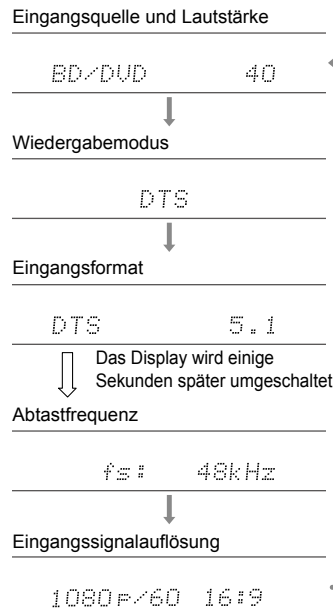 Eingangsquelle und Lautstärke
BD/DVD 40
Wiedergabemodus
DTS
Eingangsformat
DTS 5.1
Das Display wird einige
Sekunden später umgeschaltet
Abtastfrequenz
fs: 48kHz
Eingangssignalauflösung
1080p/60 16:9